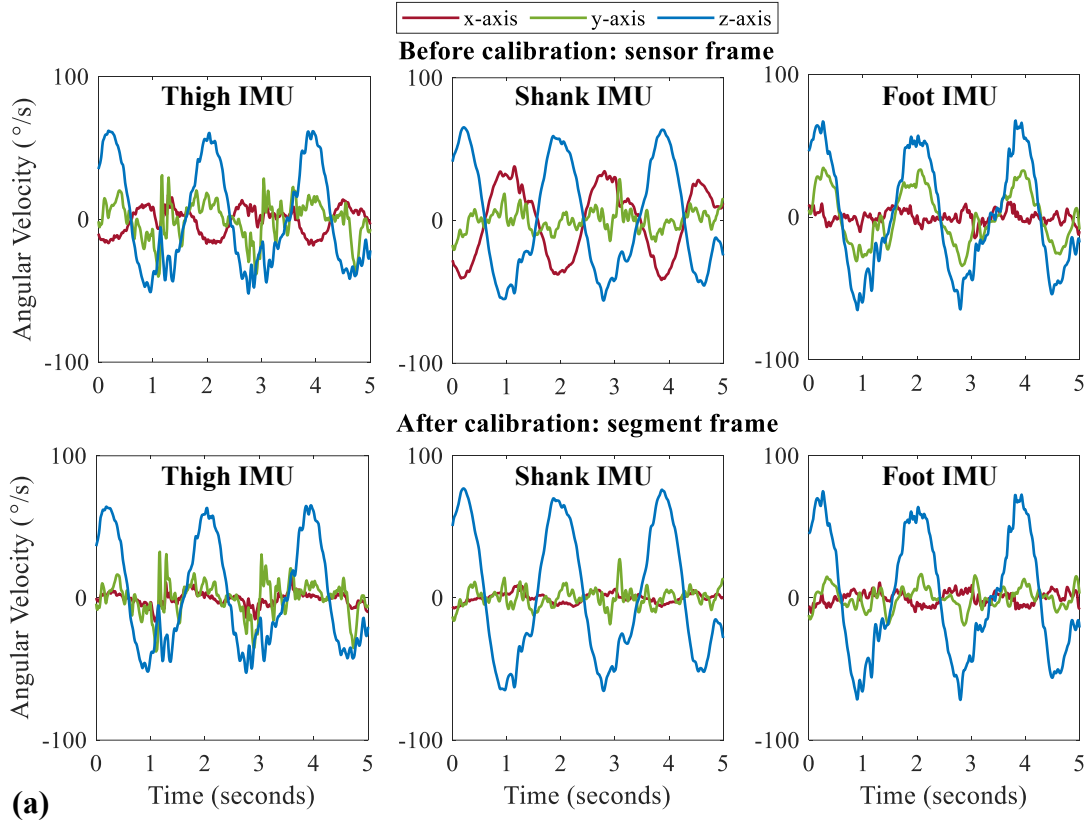 x-axis y-axis z-axis
Before calibration: sensor frame
Thigh IMU Shank IMU Foot IMU
Angular Velocity (°/s)
100 100 100
0 0 0
-100 -100 -100
0 1 2 3 4 5 0 1 2 3 4 5 0 1 2 3 4 5
After calibration: segment frame
Thigh IMU Shank IMU Foot IMU
Angular Velocity (°/s)
100 100 100
0 0 0
-100 -100 -100
0 1 2 3 4 5 0 1 2 3 4 5 0 1 2 3 4 5
Time (seconds) Time (seconds) Time (seconds)
(a)